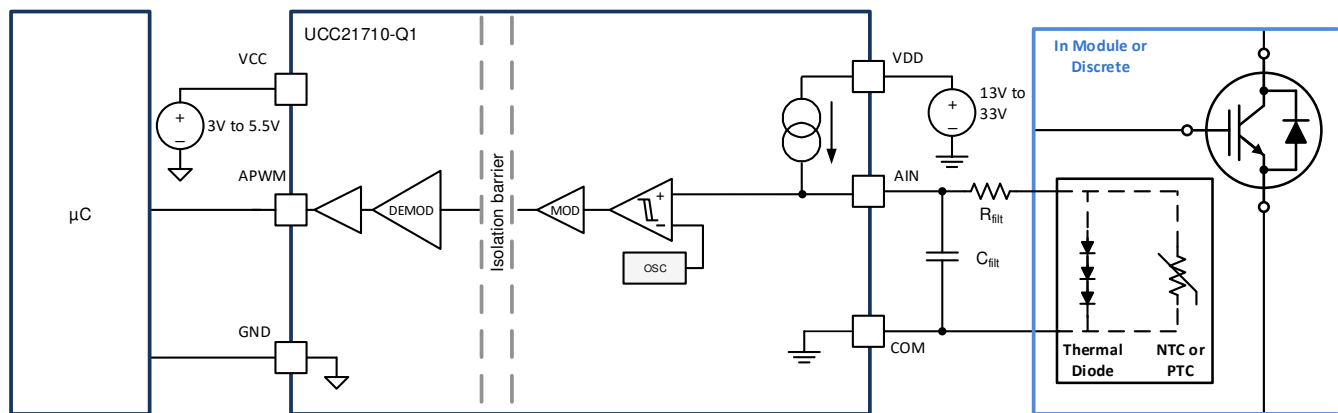 UCC21710-Q1
In Module or
Discrete
VCC
VDD
+
−
3V to 5.5V
+
−
13V to
33V
APWM
AIN
µC
DEMOD
Isolation barrier
MOD
+
−
Rfilt
OSC
Cfilt
GND
COM
Thermal
Diode
NTC or
PTC